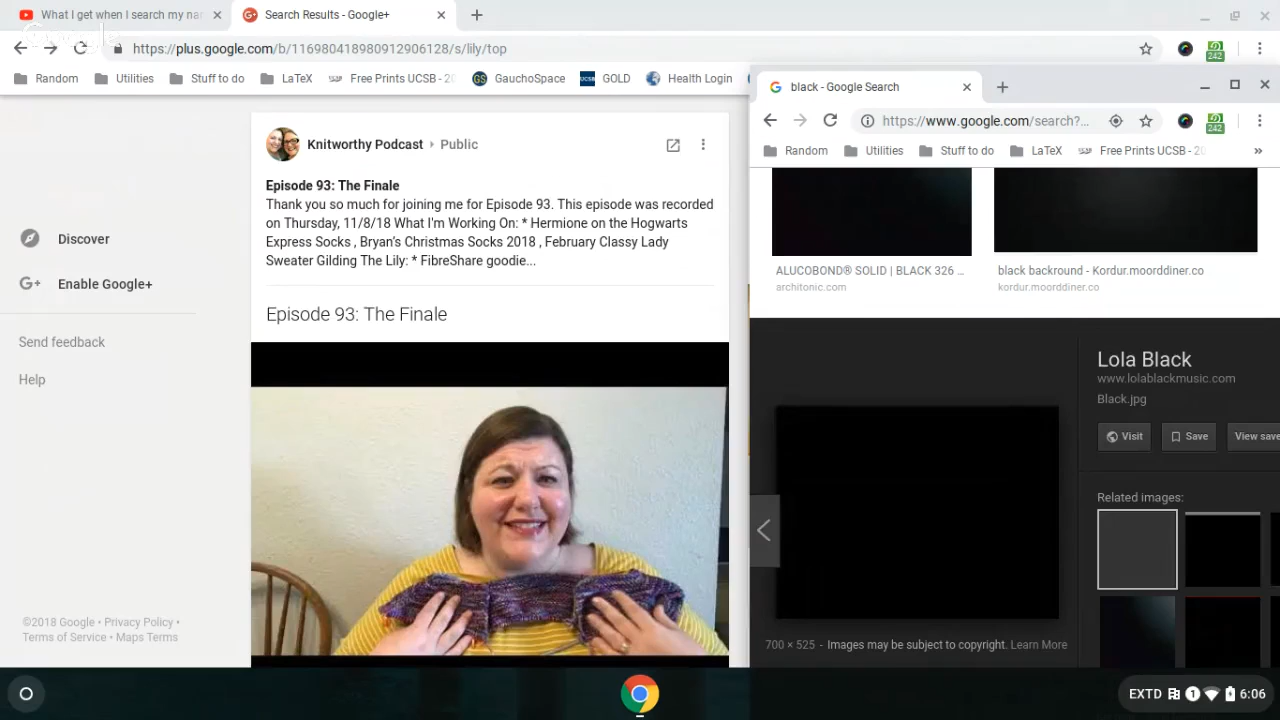 What I get when I search my nar
Search Results - Google+
Google
https://plus.google.com/b/116980418980912906128/s/lily/top
242
Random
Utilities
Stuff to do
LaTeX
Free Prints UCSB - 20
GS
GauchoSpace
UCSB
GOLD
Health Login
Discover
G+
Enable Google+
Send feedback
Help
©2018 Google • Privacy Policy •
Terms of Service • Maps Terms
Knitworthy Podcast
Public
Episode 93: The Finale
Thank you so much for joining me for Episode 93. This episode was recorded
on Thursday, 11/8/18 What I'm Working On: * Hermione on the Hogwarts
Express Socks , Bryan's Christmas Socks 2018 , February Classy Lady
Sweater Gilding The Lily: * FibreShare goodie...
Episode 93: The Finale
black - Google Search
https://www.google.com/search?...
242
Random
Utilities
Stuff to do
LaTeX
Free Prints UCSB - 20
»
ALUCOBOND® SOLID | BLACK 326 ...
architonic.com
black backround - Kordur.moorddiner.co
kordur.moorddiner.co
Lola Black
www.lolablackmusic.com
Black.jpg
Visit
Save
View save
Related images:
700 × 525 - Images may be subject to copyright. Learn More
EXTD
1
6:06